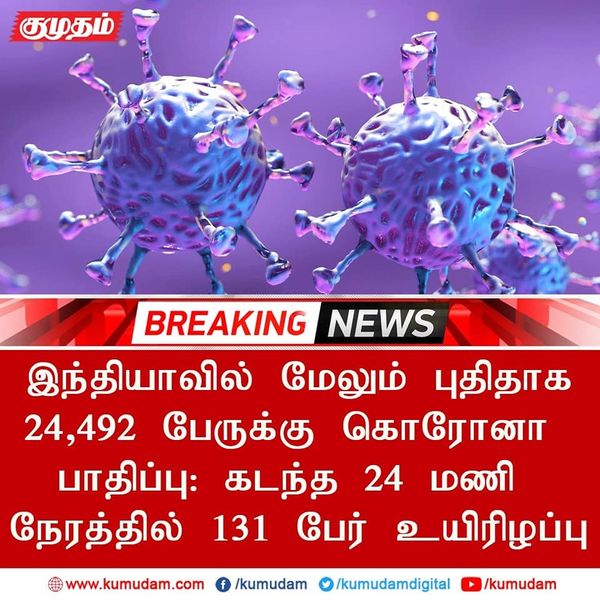 குமுதம்
BREAKING NEWS
இந்தியாவில் மேலும் புதிதாக
24,492 பேருக்கு கொரோனா
பாதிப்பு: கடந்த 24 மணி
நேரத்தில் 131 பேர் உயிரிழப்பு
www.kumudam.com /kumudam /kumudamdigital /kumudam